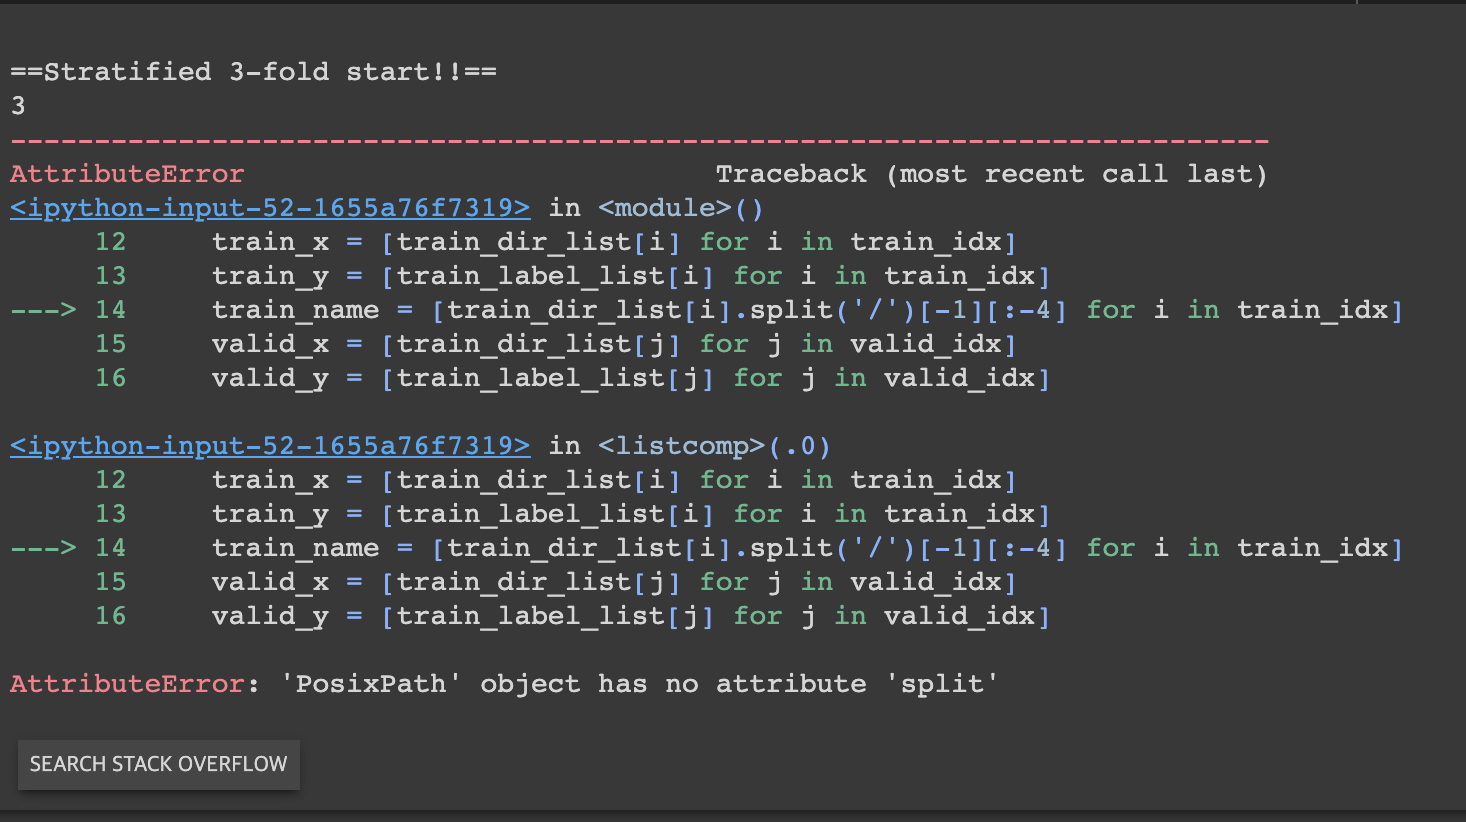 ==Stratified 3-fold start!!==
3
---------------------------------------------------------------------------
AttributeError                            Traceback (most recent call last)
<ipython-input-52-1655a76f7319> in <module>()
     12     train_x = [train_dir_list[i] for i in train_idx]
     13     train_y = [train_label_list[i] for i in train_idx]
---> 14     train_name = [train_dir_list[i].split('/')[-1][:-4] for i in train_idx]
     15     valid_x = [train_dir_list[j] for j in valid_idx]
     16     valid_y = [train_label_list[j] for j in valid_idx]
<ipython-input-52-1655a76f7319> in <listcomp>(.0)
     12     train_x = [train_dir_list[i] for i in train_idx]
     13     train_y = [train_label_list[i] for i in train_idx]
---> 14     train_name = [train_dir_list[i].split('/')[-1][:-4] for i in train_idx]
     15     valid_x = [train_dir_list[j] for j in valid_idx]
     16     valid_y = [train_label_list[j] for j in valid_idx]
AttributeError: 'PosixPath' object has no attribute 'split'
SEARCH STACK OVERFLOW